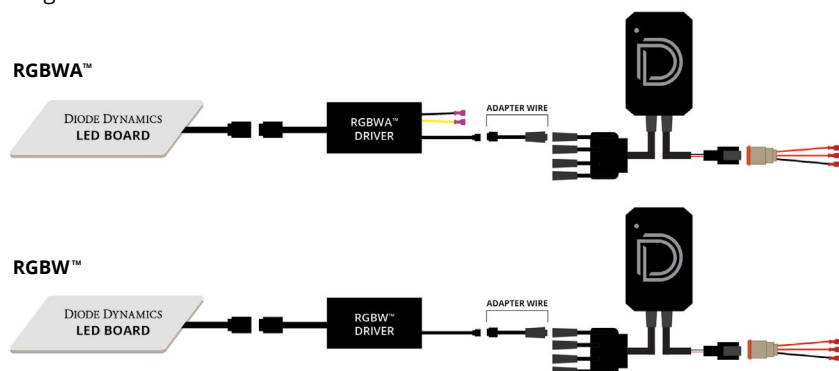 RGBWA™
DIODE DYNAMICS
LED BOARD
RGBWA™
DRIVER
ADAPTER WIRE
RGBW™
DIODE DYNAMICS
LED BOARD
RGBW™
DRIVER
ADAPTER WIRE